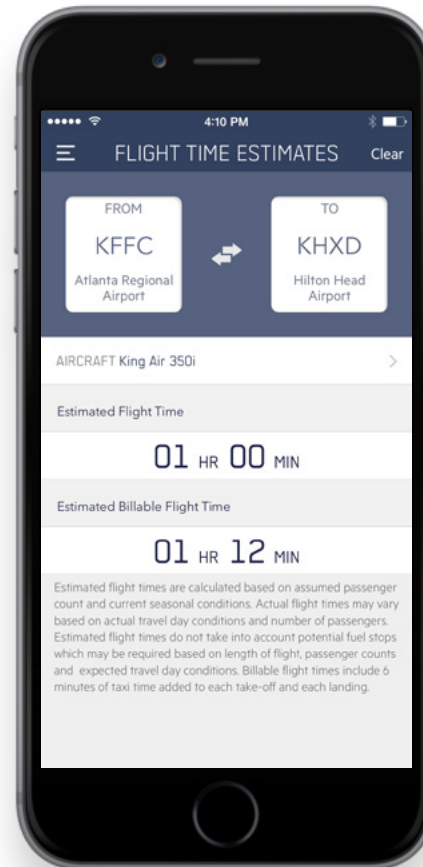 4:10 PM
FLIGHT TIME ESTIMATES Clear
FROM
KFFC
Atlanta Regional
Airport
TO
KHXD
Hilton Head
Airport
AIRCRAFT King Air 350i
Estimated Flight Time
01 HR 00 MIN
Estimated Billable Flight Time
01 HR 12 MIN
Estimated flight times are calculated based on assumed passenger
count and current seasonal conditions. Actual flight times may vary
based on actual travel day conditions and number of passengers.
Estimated flight times do not take into account potential fuel stops
which may be required based on length of flight, passenger counts
and expected travel day conditions. Billable flight times include 6
minutes of taxi time added to each take-off and each landing.